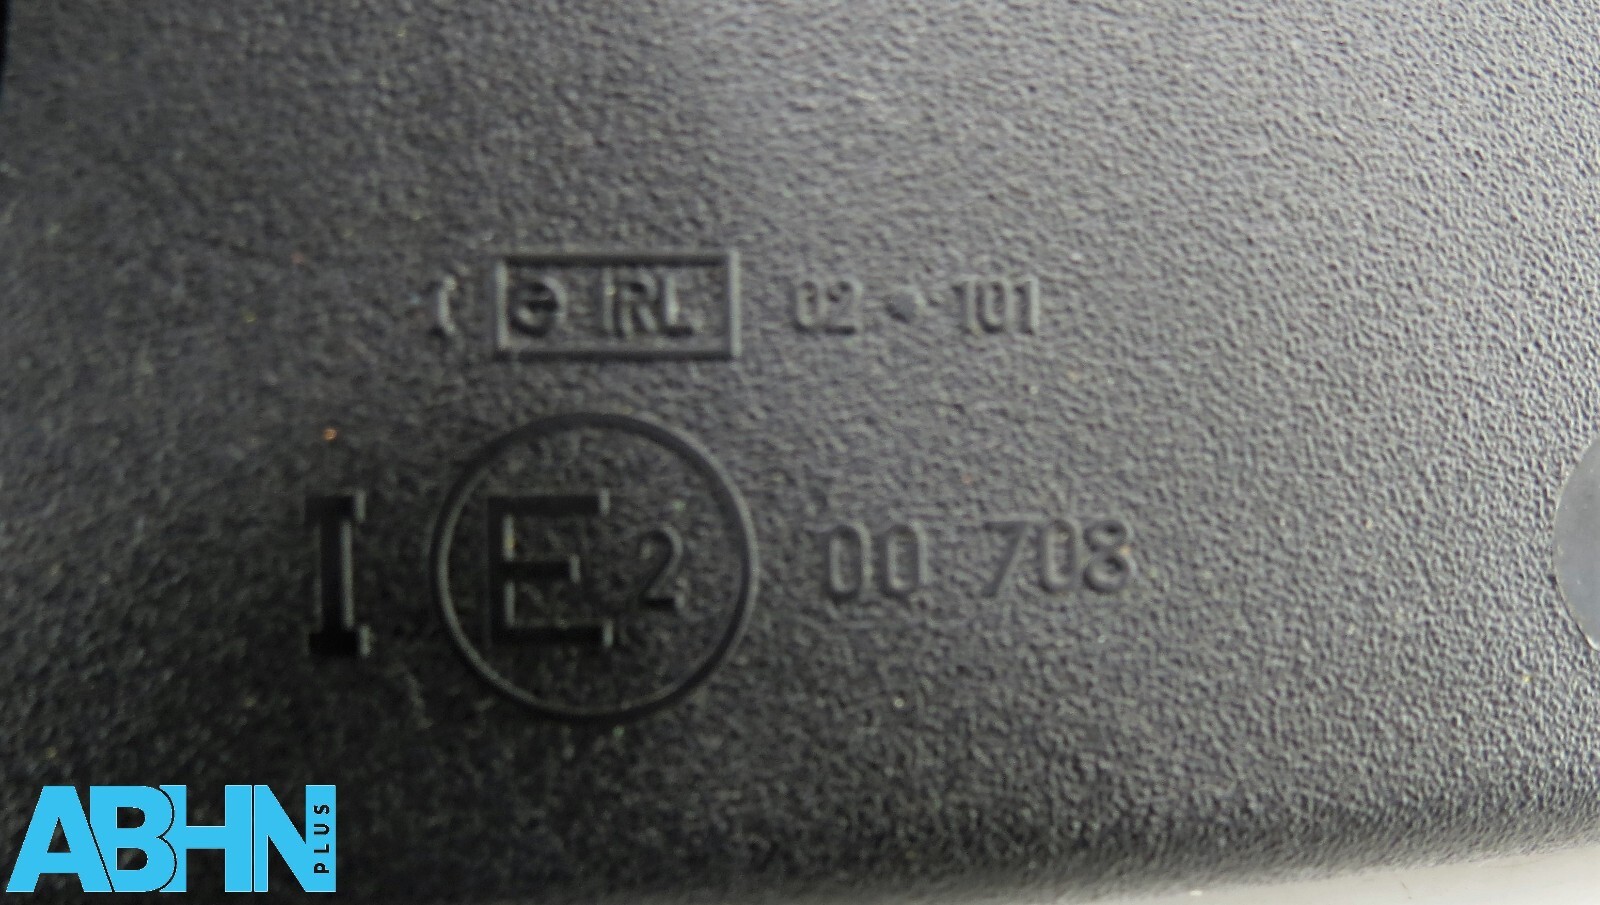 I e IRL 02 • 101
I E2 00 708
ABHN PLUS